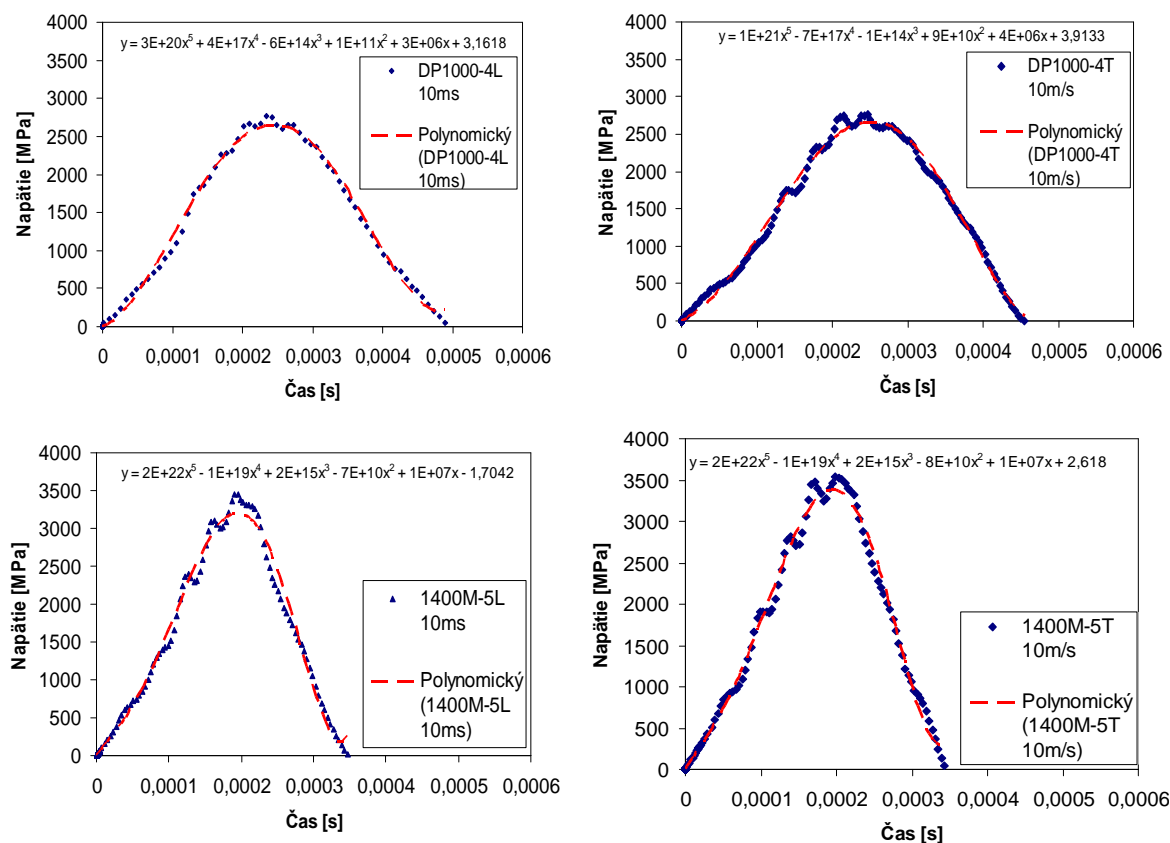 4000
3500
3000
2500
2000
1500
1000
500
0
Napätie [MPa]
y = 3E+20x⁵ + 4E+17x⁴ - 6E+14x³ + 1E+11x² + 3E+06x + 3,1618
DP1000-4L
10ms
Polynomický
(DP1000-4L
10ms)
0 0,0001 0,0002 0,0003 0,0004 0,0005 0,0006
Čas [s]
4000
3500
3000
2500
2000
1500
1000
500
0
Napätie [MPa]
y = 1E+21x⁵ - 7E+17x⁴ - 1E+14x³ + 9E+10x² + 4E+06x + 3,9133
DP1000-4T
10m/s
Polynomický
(DP1000-4T
10m/s)
0 0,0001 0,0002 0,0003 0,0004 0,0005 0,0006
Čas [s]
4000
3500
3000
2500
2000
1500
1000
500
0
Napätie [MPa]
y = 2E+22x⁵ - 1E+19x⁴ + 2E+15x³ - 7E+10x² + 1E+07x - 1,7042
1400M-5L
10ms
Polynomický
(1400M-5L
10ms)
0 0,0001 0,0002 0,0003 0,0004 0,0005 0,0006
Čas [s]
4000
3500
3000
2500
2000
1500
1000
500
0
Napätie [MPa]
y = 2E+22x⁵ - 1E+19x⁴ + 2E+15x³ - 8E+10x² + 1E+07x + 2,618
1400M-5T
10m/s
Polynomický
(1400M-5T
10m/s)
0 0,0001 0,0002 0,0003 0,0004 0,0005 0,0006
Čas [s]